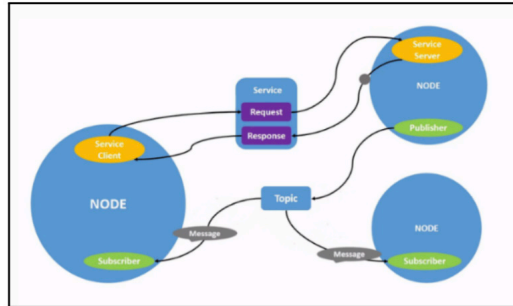 Service
Server
NODE
Publisher
Service
Request
Response
Service
Client
NODE
Subscriber
Topic
Message
Message
NODE
Subscriber